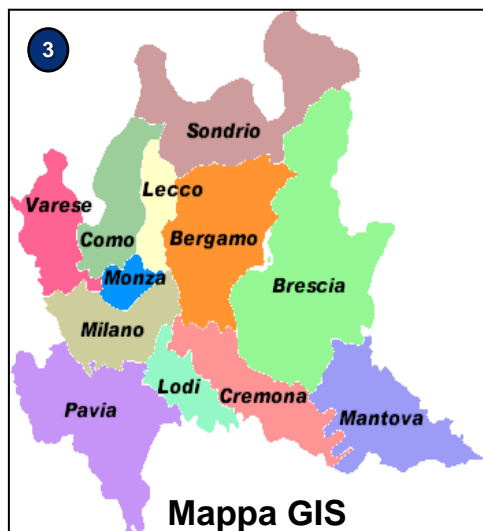 3
Sondrio
Lecco
Varese
Como
Bergamo
Monza
Brescia
Milano
Lodi
Cremona
Pavia
Mantova
Mappa GIS